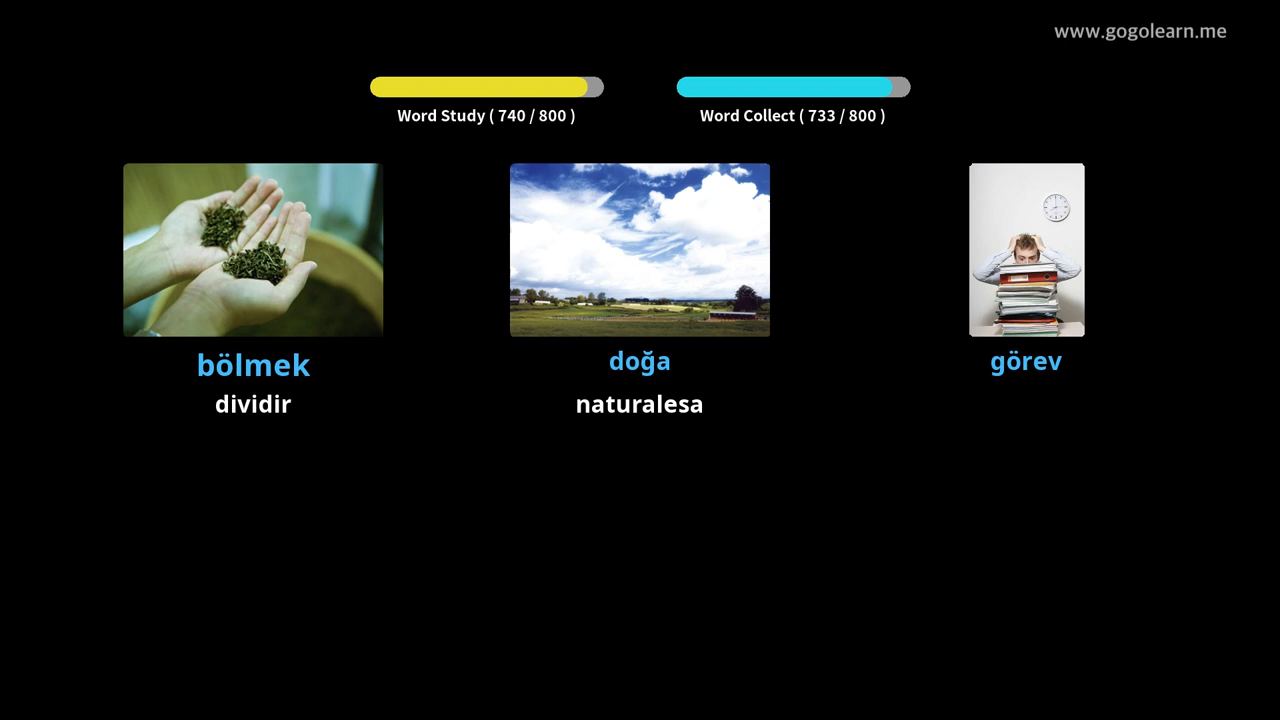 www.gogolearn.me
Word Study ( 740 / 800 )
Word Collect ( 733 / 800 )
bölmek
dividir
doğa
naturalesa
görev